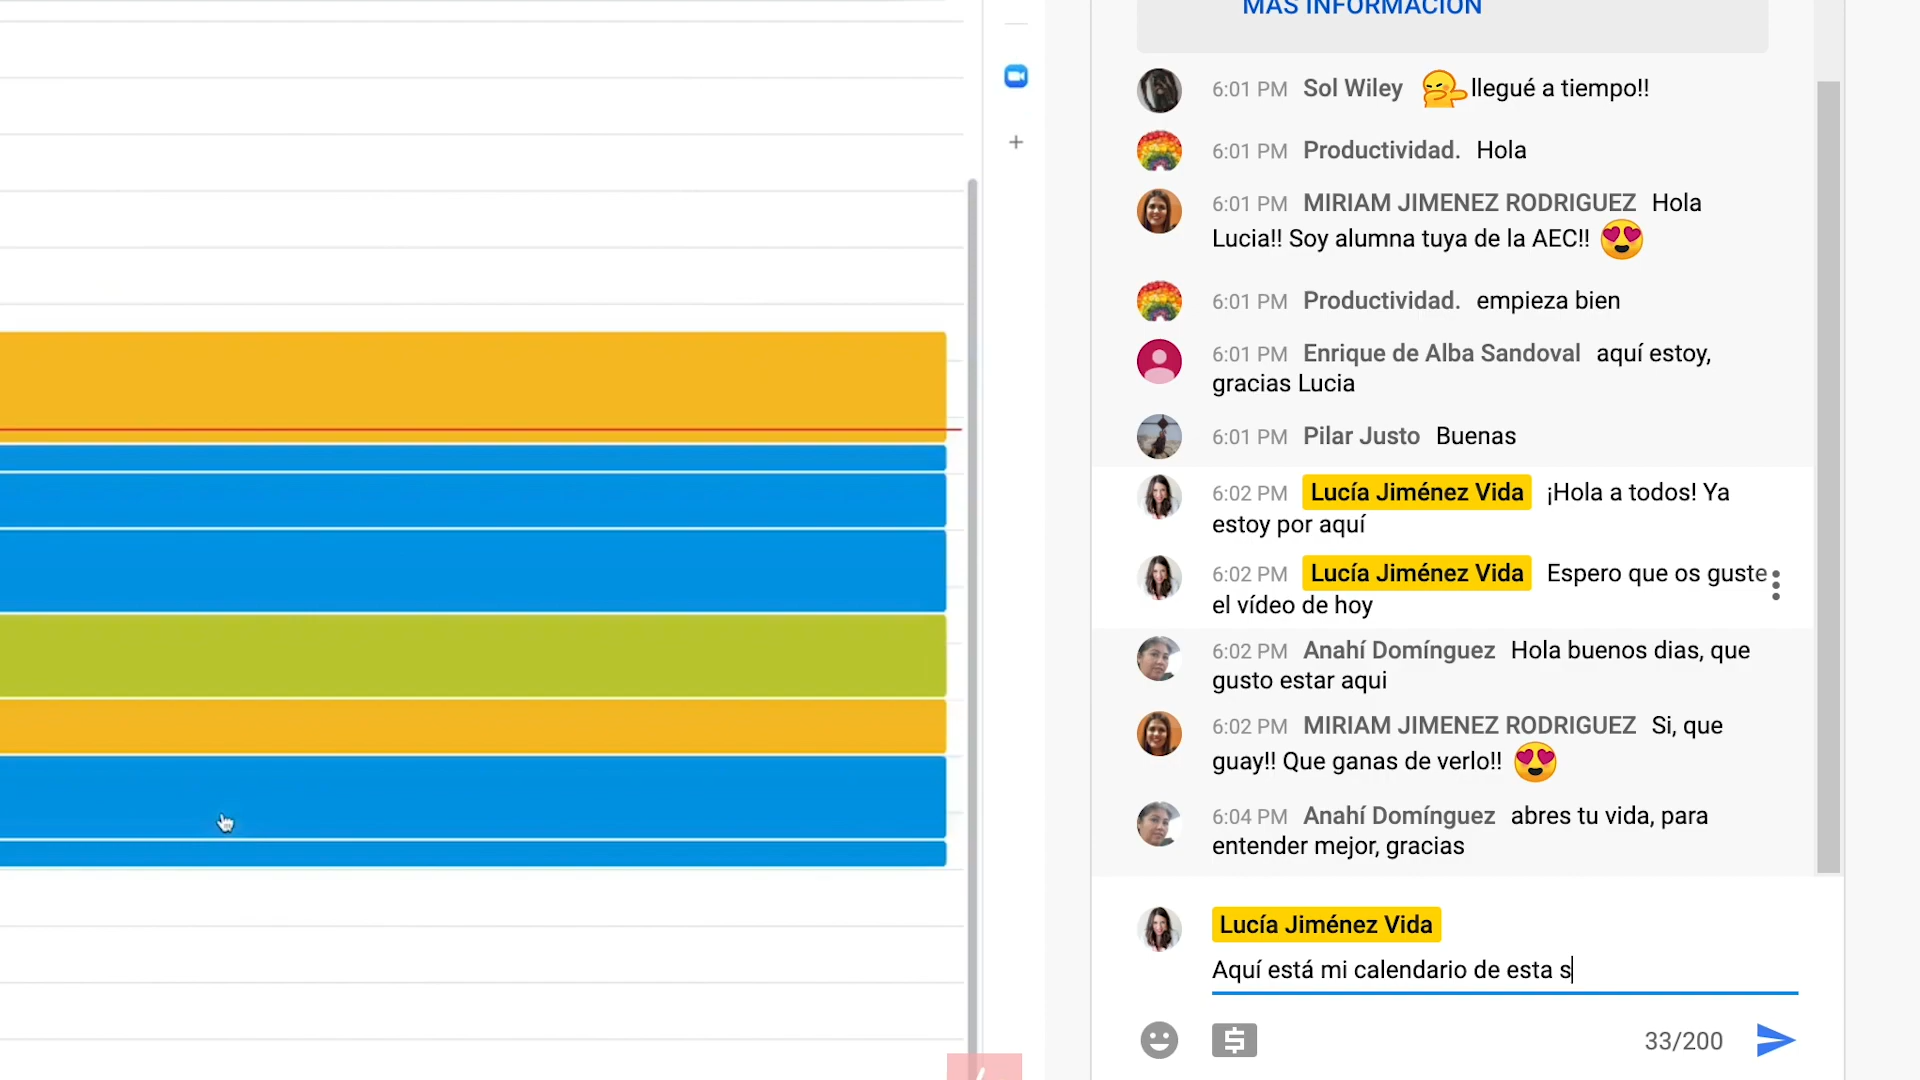 MÁS INFORMACIÓN
6:01 PM Sol Wiley llegué a tiempo!!
6:01 PM Productividad. Hola
6:01 PM MIRIAM JIMENEZ RODRIGUEZ Hola
Lucia!! Soy alumna tuya de la AEC!!
6:01 PM Productividad. empieza bien
6:01 PM Enrique de Alba Sandoval aquí estoy,
gracias Lucia
6:01 PM Pilar Justo Buenas
6:02 PM Lucía Jiménez Vida ¡Hola a todos! Ya
estoy por aquí
6:02 PM Lucía Jiménez Vida Espero que os guste
el vídeo de hoy
6:02 PM Anahí Domínguez Hola buenos dias, que
gusto estar aqui
6:02 PM MIRIAM JIMENEZ RODRIGUEZ Si, que
guay!! Que ganas de verlo!!
6:04 PM Anahí Domínguez abres tu vida, para
entender mejor, gracias
Lucía Jiménez Vida
Aquí está mi calendario de esta s
33/200